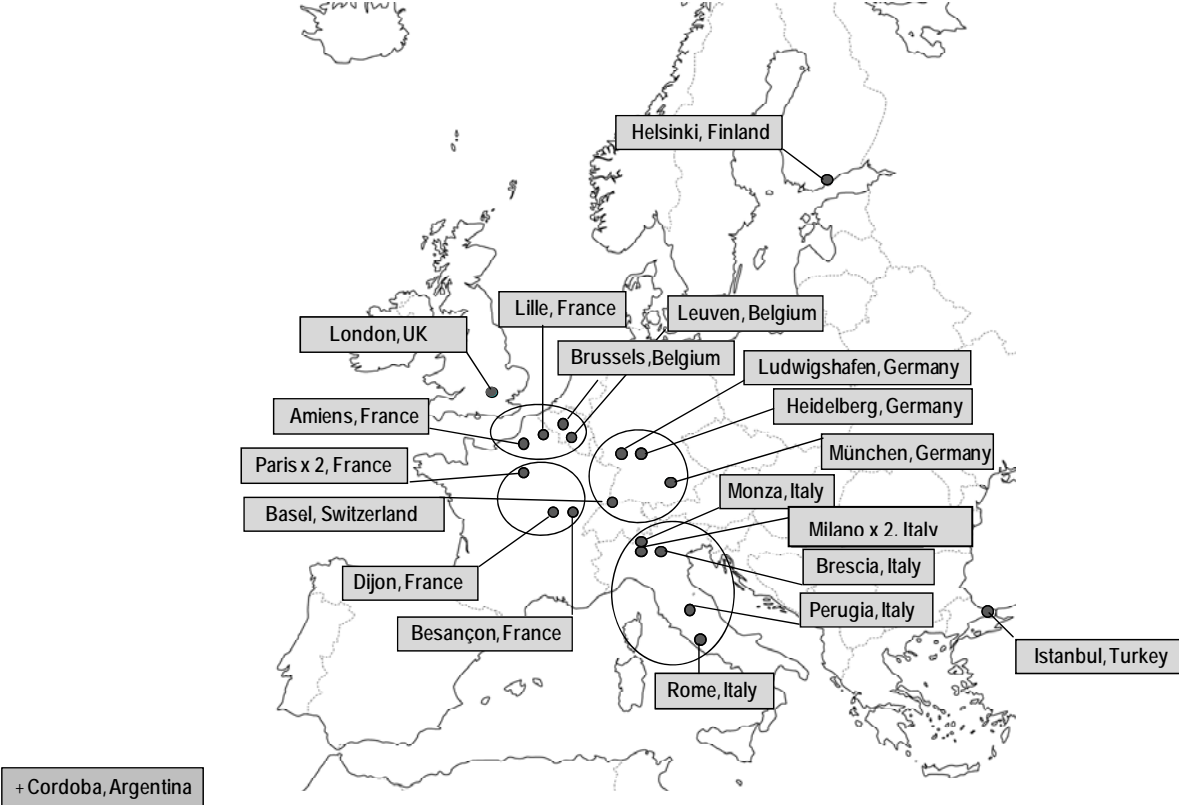 Helsinki, Finland
Lille, France
Leuven, Belgium
London, UK
Brussels, Belgium
Ludwigshafen, Germany
Heidelberg, Germany
Amiens, France
München, Germany
Paris x 2, France
Monza, Italy
Basel, Switzerland
Milano x 2, Italy
Brescia, Italy
Dijon, France
Perugia, Italy
Besançon, France
Istanbul, Turkey
Rome, Italy
+ Cordoba, Argentina